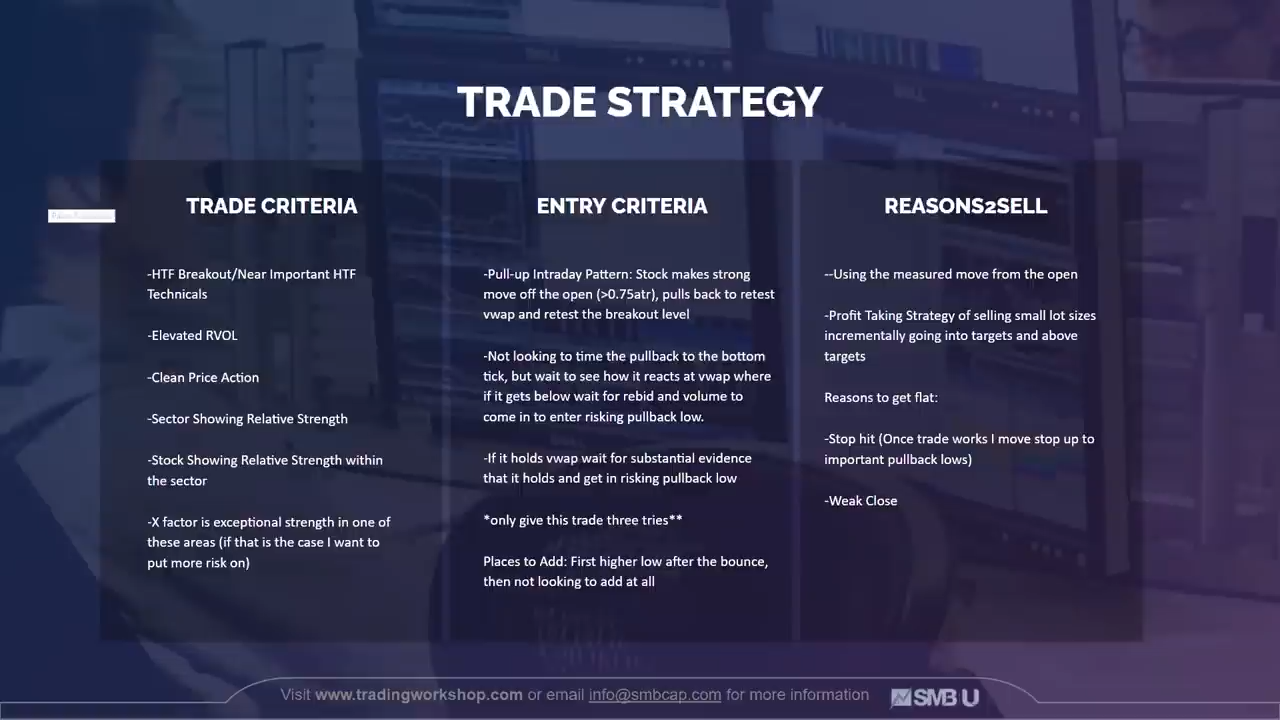 TRADE STRATEGY
TRADE CRITERIA
-HTF Breakout/Near Important HTF
Technicals
-Elevated RVOL
-Clean Price Action
-Sector Showing Relative Strength
-Stock Showing Relative Strength within
the sector
-X factor is exceptional strength in one of
these areas (if that is the case I want to
put more risk on)
ENTRY CRITERIA
-Pull-up Intraday Pattern: Stock makes strong
move off the open (>0.75atr), pulls back to retest
vwap and retest the breakout level
-Not looking to time the pullback to the bottom
tick, but wait to see how it reacts at vwap where
if it gets below wait for rebid and volume to
come in to enter risking pullback low.
-If it holds vwap wait for substantial evidence
that it holds and get in risking pullback low
*only give this trade three tries**
Places to Add: First higher low after the bounce,
then not looking to add at all
REASONS2SELL
--Using the measured move from the open
-Profit Taking Strategy of selling small lot sizes
incrementally going into targets and above
targets
Reasons to get flat:
-Stop hit (Once trade works I move stop up to
important pullback lows)
-Weak Close
Visit www.tradingworkshop.com or email info@smbcap.com for more information
SMB U